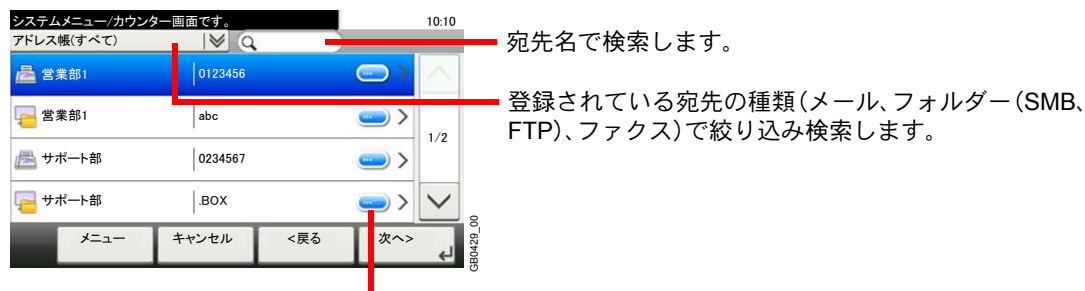 システムメニュー/カウンター画面です。 10:10
アドレス帳(すべて)
宛先名で検索します。
営業部1 0123456
登録されている宛先の種類(メール、フォルダー(SMB、
FTP)、ファクス)で絞り込み検索します。
営業部1 abc
1/2
サポート部 0234567
サポート部 .BOX
メニュー キャンセル <戻る 次へ>
GB0429_00